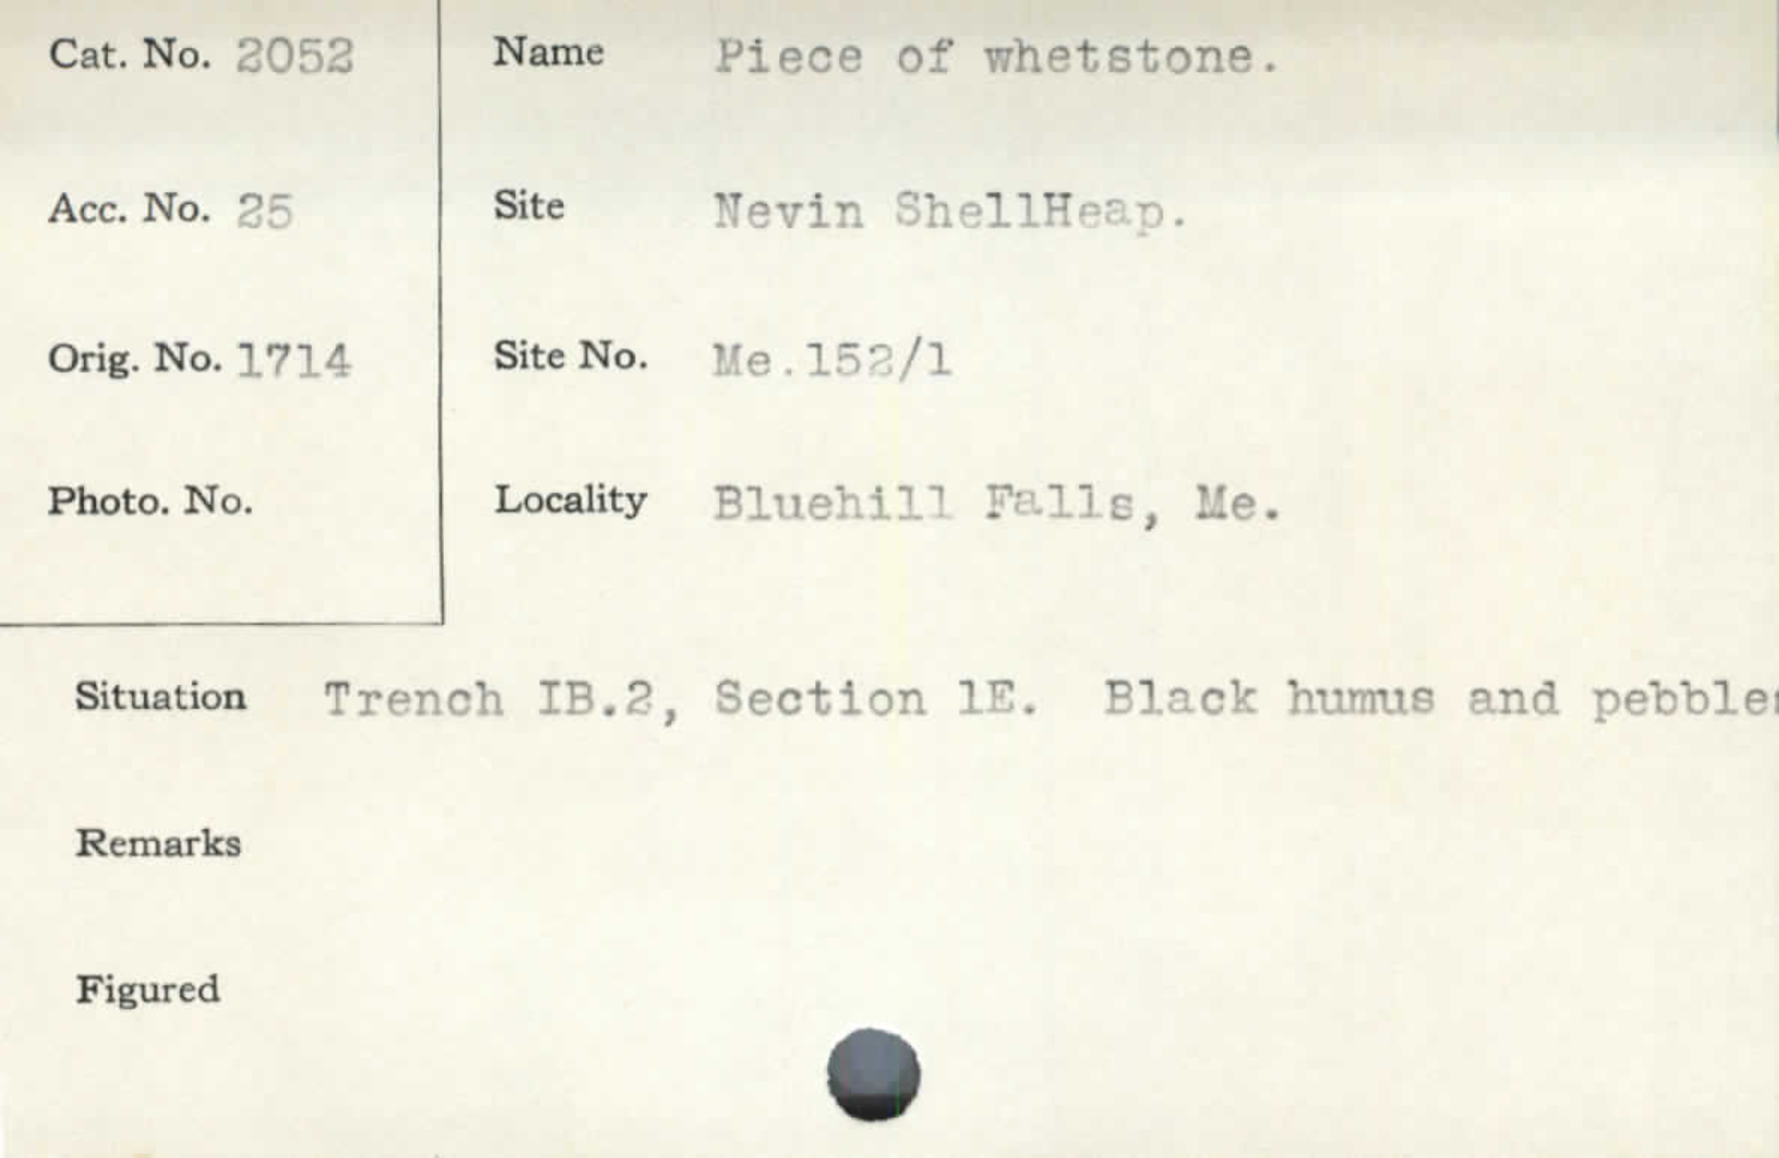 Cat. No. 2052
Name Piece of whetstone.
Acc. No. 25
Site Nevin ShellHeap.
Orig. No. 1714
Site No. Me.152/1
Photo. No.
Locality Bluehill Falls, Me.
Situation Trench IB.2, Section 1E. Black humus and pebbles
Remarks
Figured